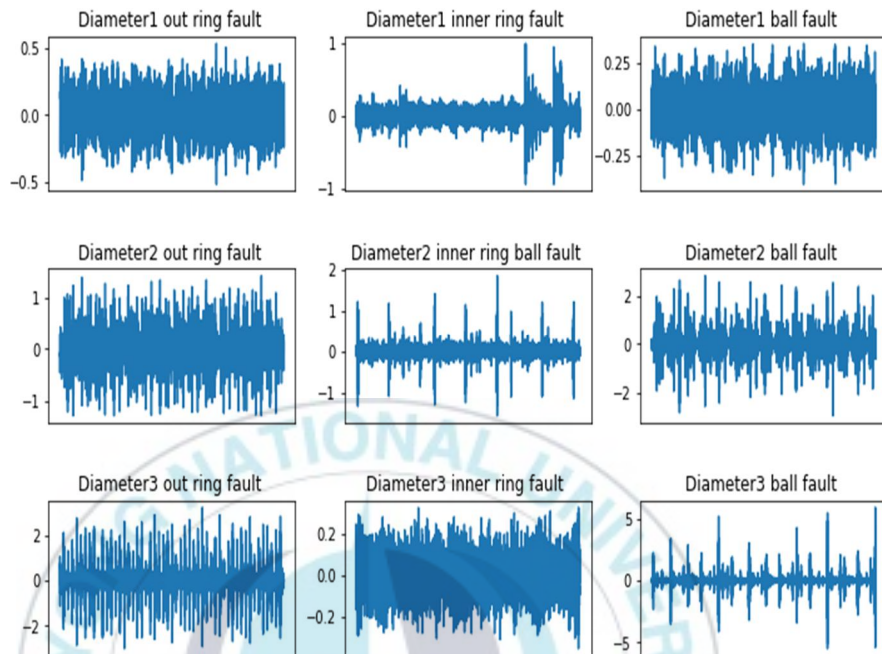 Diameter1 out ring fault
0.5
0.0
−0.5
Diameter1 inner ring fault
1
0
−1
Diameter1 ball fault
0.25
0.00
−0.25
Diameter2 out ring fault
1
0
−1
Diameter2 inner ring ball fault
2
1
0
−1
Diameter2 ball fault
2
0
−2
Diameter3 out ring fault
2
0
−2
Diameter3 inner ring fault
0.2
0.0
−0.2
Diameter3 ball fault
5
0
−5
NATIONAL